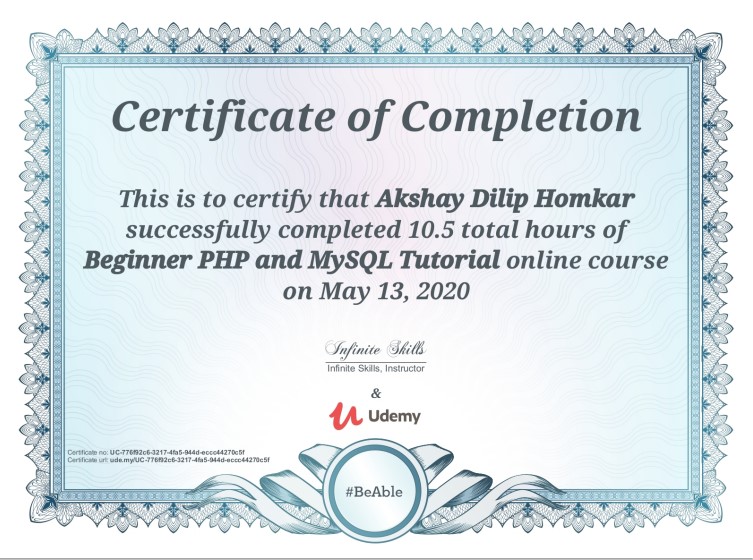 Certificate of Completion
This is to certify that Akshay Dilip Homkar
successfully completed 10.5 total hours of
Beginner PHP and MySQL Tutorial online course
on May 13, 2020
Infinite Skills
Infinite Skills, Instructor
&
Udemy
Certificate no: UC-776f92c6-3217-4fa5-944d-eccc44270c5f
Certificate url: ude.my/UC-776f92c6-3217-4fa5-944d-eccc44270c5f
#BeAble